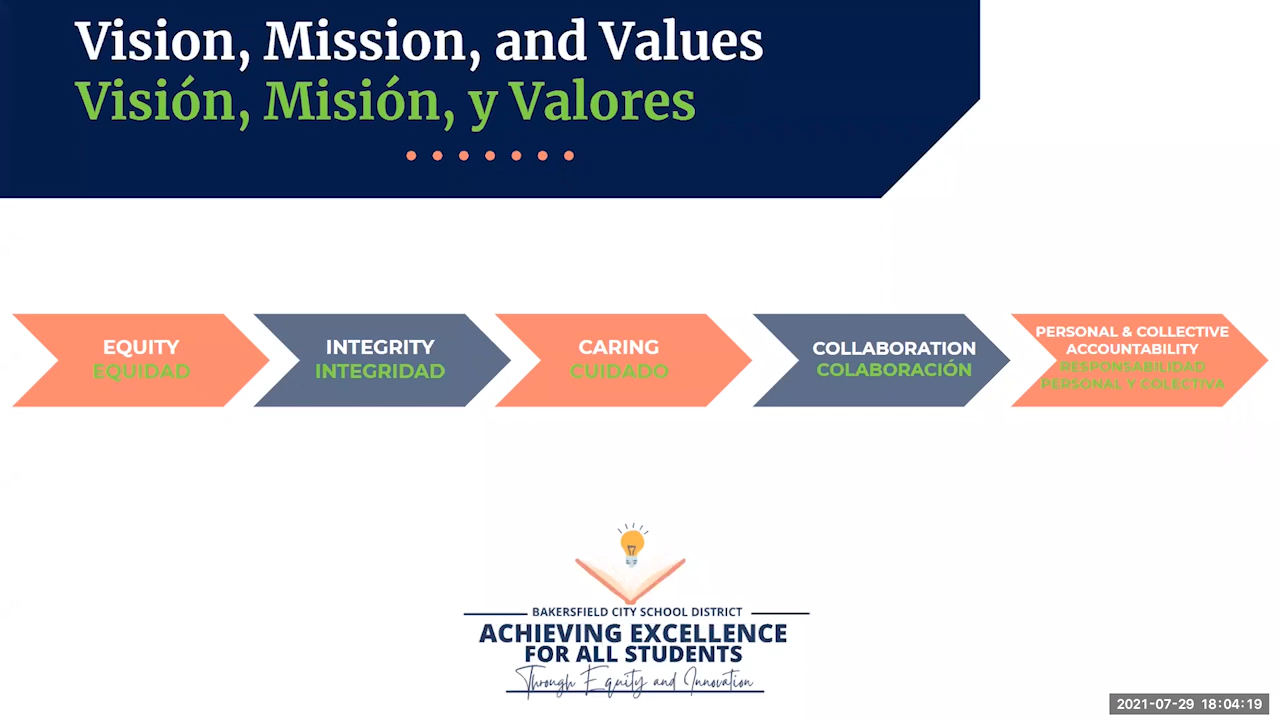 Vision, Mission, and Values
Visión, Misión, y Valores
EQUITY
EQUIDAD
INTEGRITY
INTEGRIDAD
CARING
CUIDADO
COLLABORATION
COLABORACIÓN
PERSONAL & COLLECTIVE
ACCOUNTABILITY
RESPONSABILIDAD
PERSONAL Y COLECTIVA
BAKERSFIELD CITY SCHOOL DISTRICT
ACHIEVING EXCELLENCE
FOR ALL STUDENTS
Through Equity and Innovation
2021-07-29 18:04:19